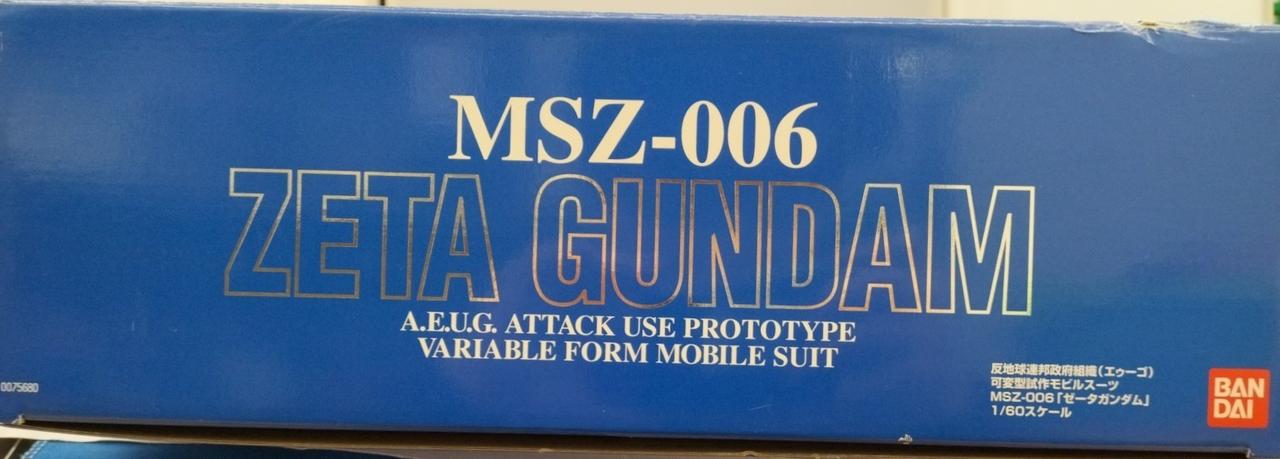 MSZ-006
ZETA GUNDAM
A.E.U.G. ATTACK USE PROTOTYPE
VARIABLE FORM MOBILE SUIT
反地球連邦政府組織(エゥーゴ)
可変型試作モビルスーツ
MSZ-006「ゼータガンダム」
1/60スケール
BAN
DAI
0075680